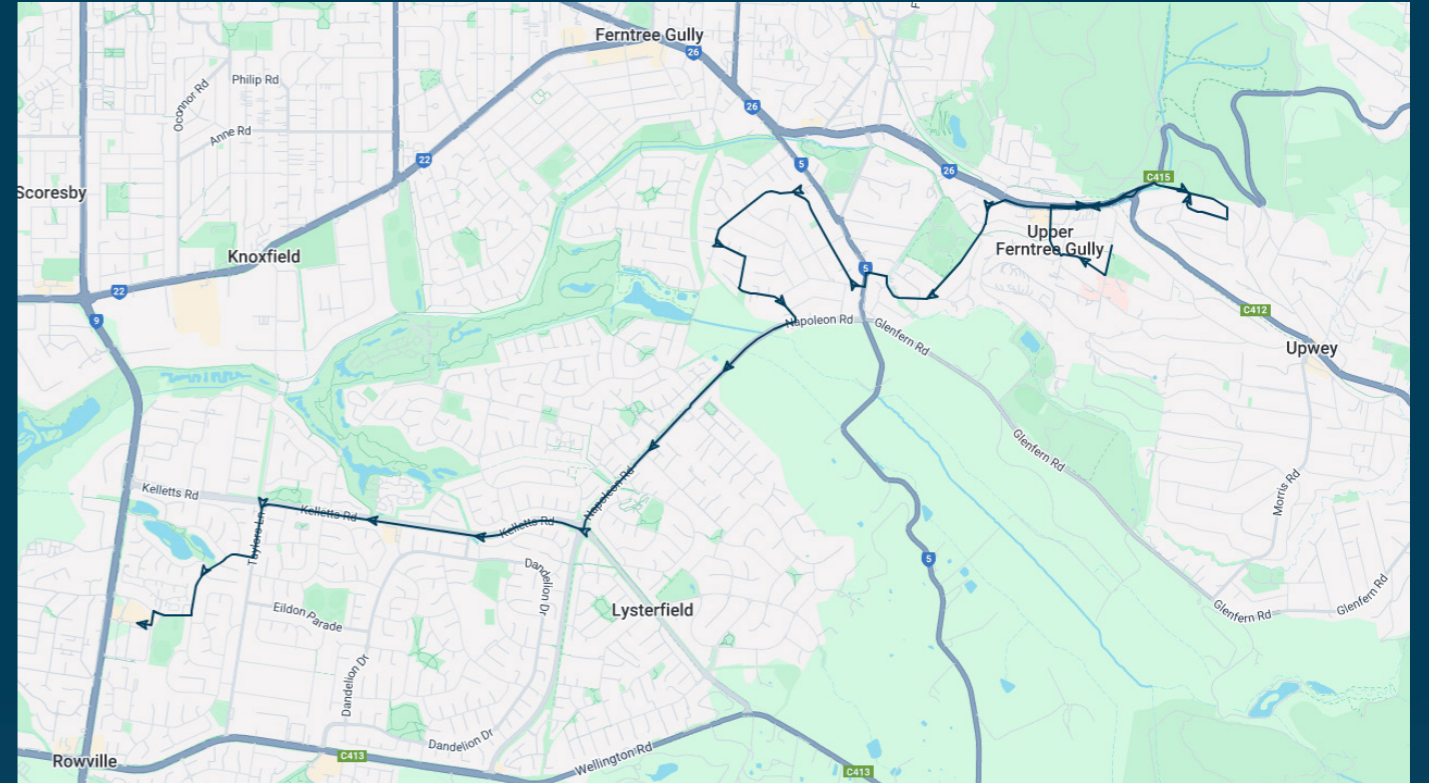 F
Ferntree Gully
26
Philip Rd
Oconnor Rd
26
Anne Rd
22
5
26
Scoresby
C415
Upper
Ferntree Gully
Knoxfield
5
22
C412
9
Napoleon Rd
Glenfern Rd
Upwey
Glenfern Rd
Napoleon Rd
Morris Rd
Kelletts Rd
Kelletts Rd
Kelletts Rd
Taylors Ln
5
Dandelion Dr
Glenfern Rd
Glenfern Rd
Eildon Parade
Lysterfield
Dandelion Dr
Dandelion Dr
C413
Wellington Rd
Rowville
C413